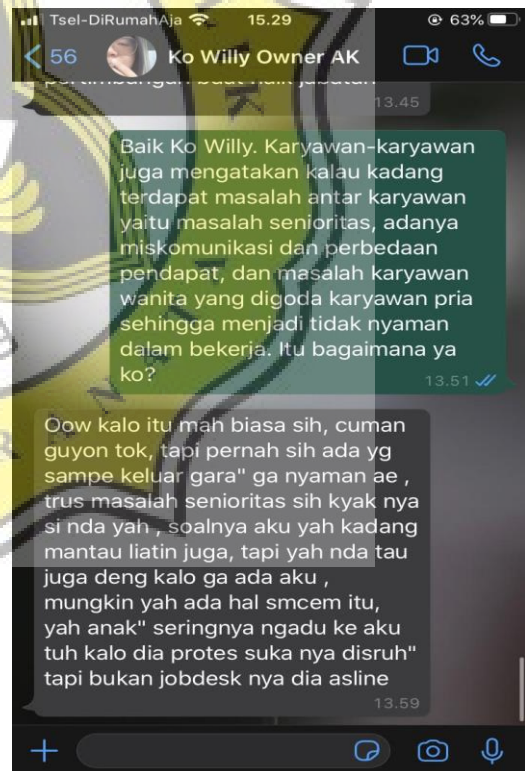 Tsel-DiRumahAja 15.29 63%
56 Ko Willy Owner AK
pertimbangan buat naik jabatan
13.45
Baik Ko Willy. Karyawan-karyawan
juga mengatakan kalau kadang
terdapat masalah antar karyawan
yaitu masalah senioritas, adanya
miskomunikasi dan perbedaan
pendapat, dan masalah karyawan
wanita yang digoda karyawan pria
sehingga menjadi tidak nyaman
dalam bekerja. Itu bagaimana ya
ko?
13.51
Oow kalo itu mah biasa sih, cuman
guyon tok, tapi pernah sih ada yg
sampe keluar gara" ga nyaman ae ,
trus masalah senioritas sih kyak nya
si nda yah , soalnya aku yah kadang
mantau liatin juga, tapi yah nda tau
juga deng kalo ga ada aku ,
mungkin yah ada hal smcem itu,
yah anak" seringnya ngadu ke aku
tuh kalo dia protes suka nya disruh"
tapi bukan jobdesk nya dia asline
13.59